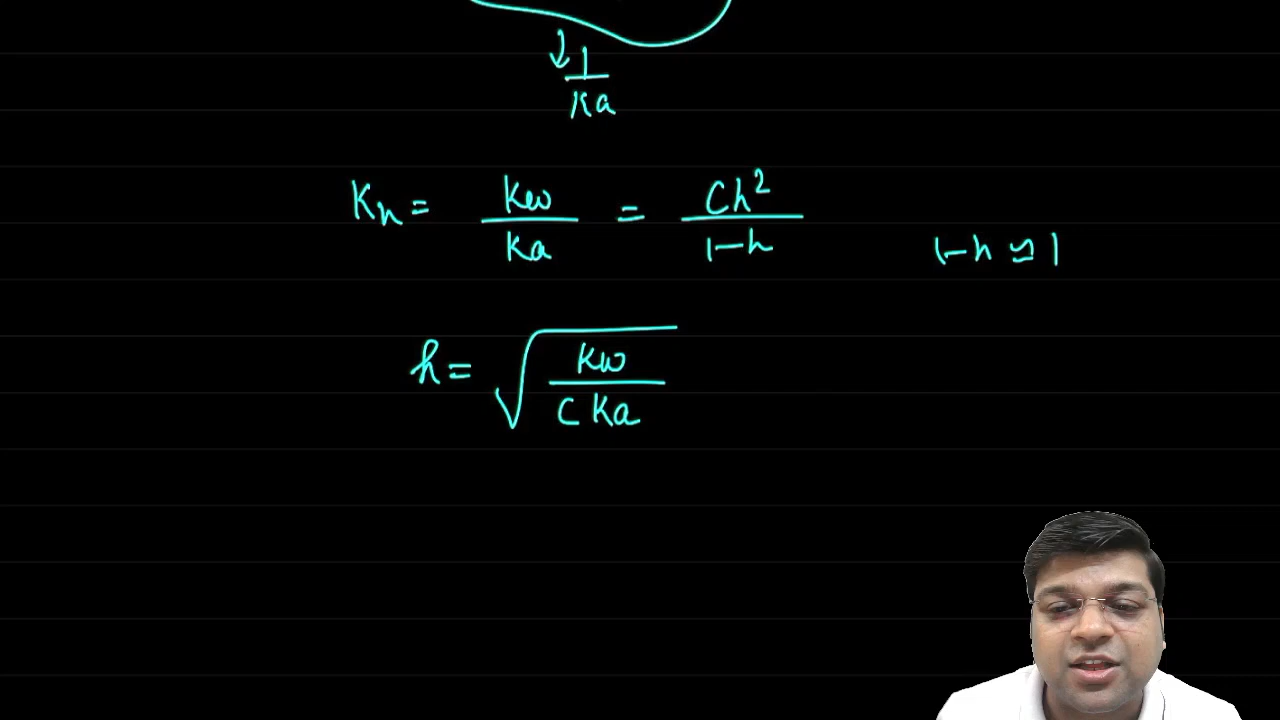 1/Ka
Kh = Kw/Ka = Ch²/1-h
1-h ≃ 1
h = √(Kw/CKa)